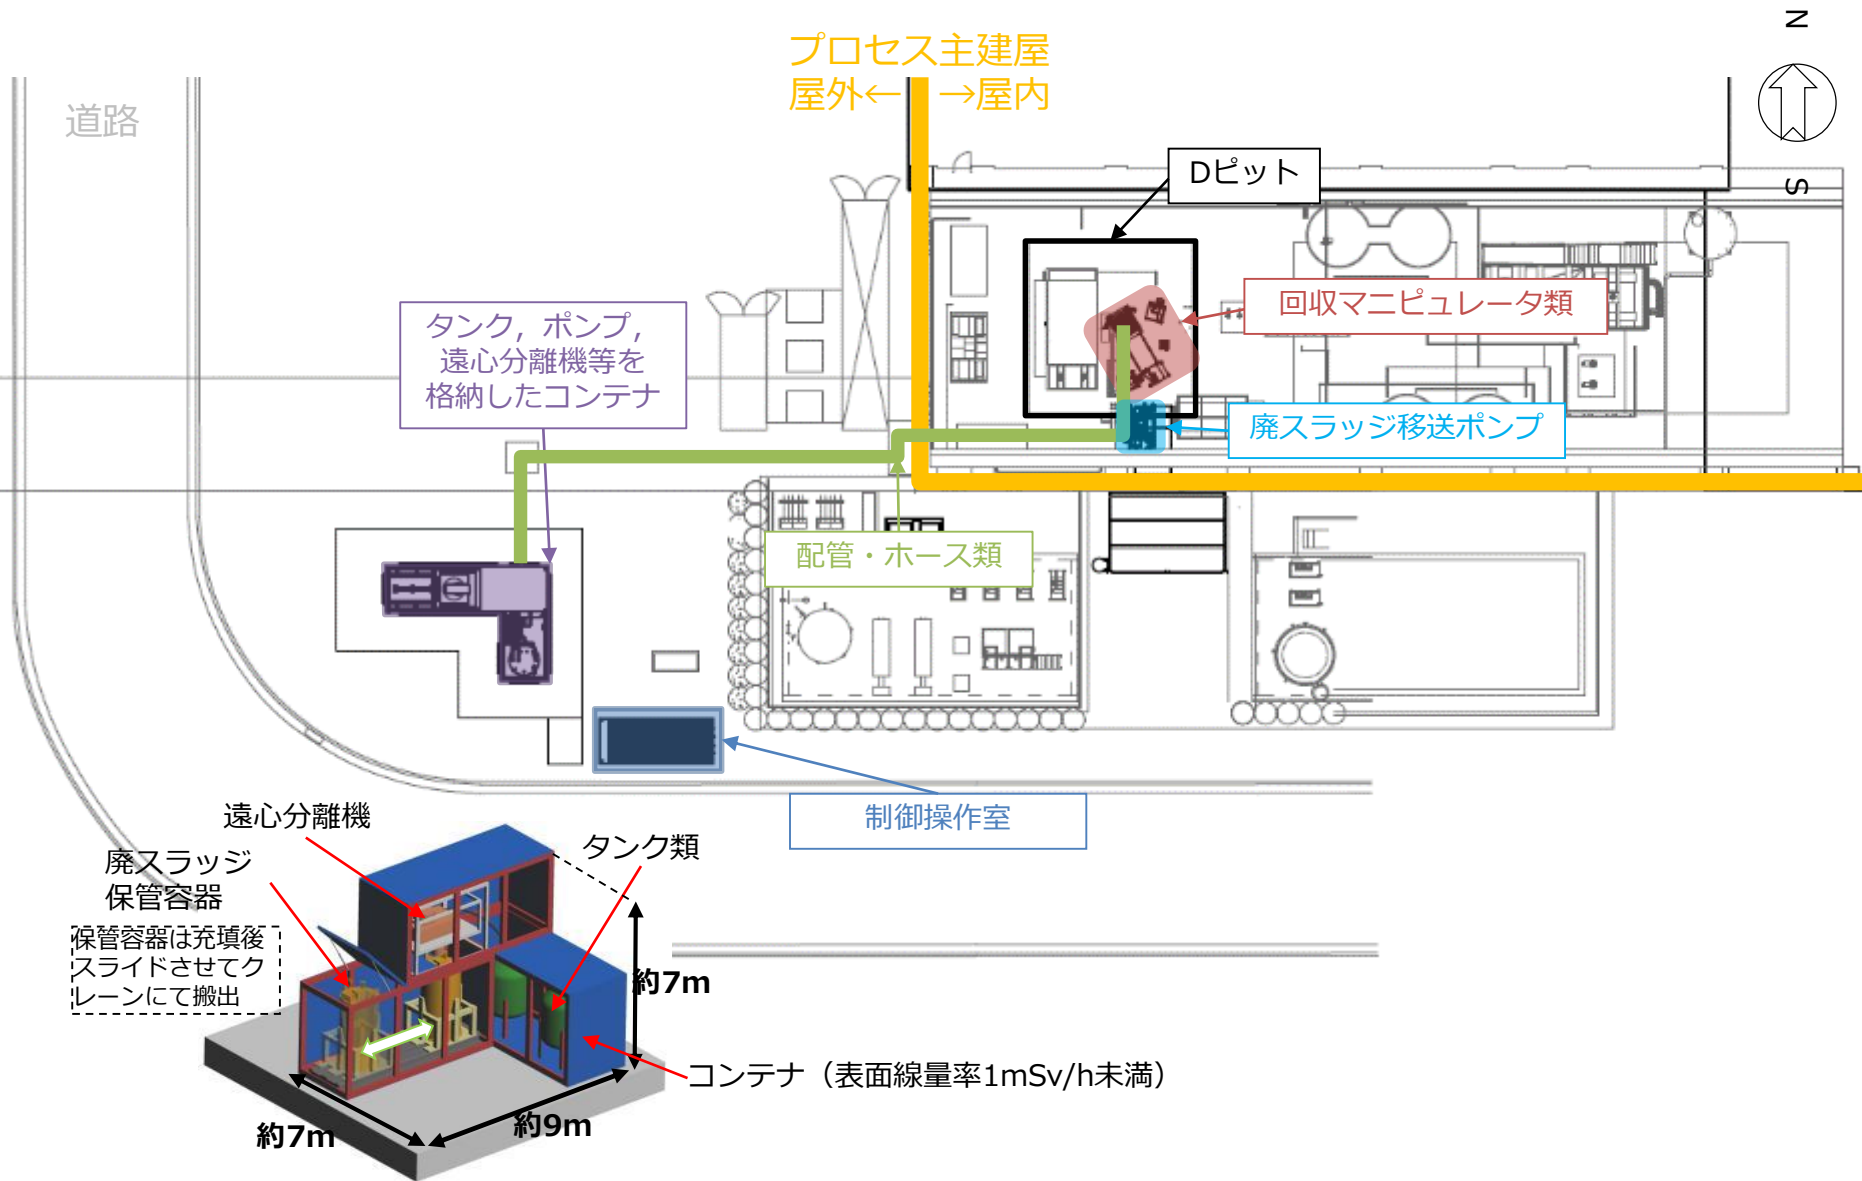 N
プロセス主建屋
屋外←　→屋内
道路
Dピット
S
回収マニピュレータ類
タンク，ポンプ，
遠心分離機等を
格納したコンテナ
廃スラッジ移送ポンプ
配管・ホース類
制御操作室
遠心分離機
タンク類
廃スラッジ
保管容器
保管容器は充填後
スライドさせてク
レーンにて搬出
約7m
コンテナ（表面線量率1mSv/h未満）
約9m
約7m